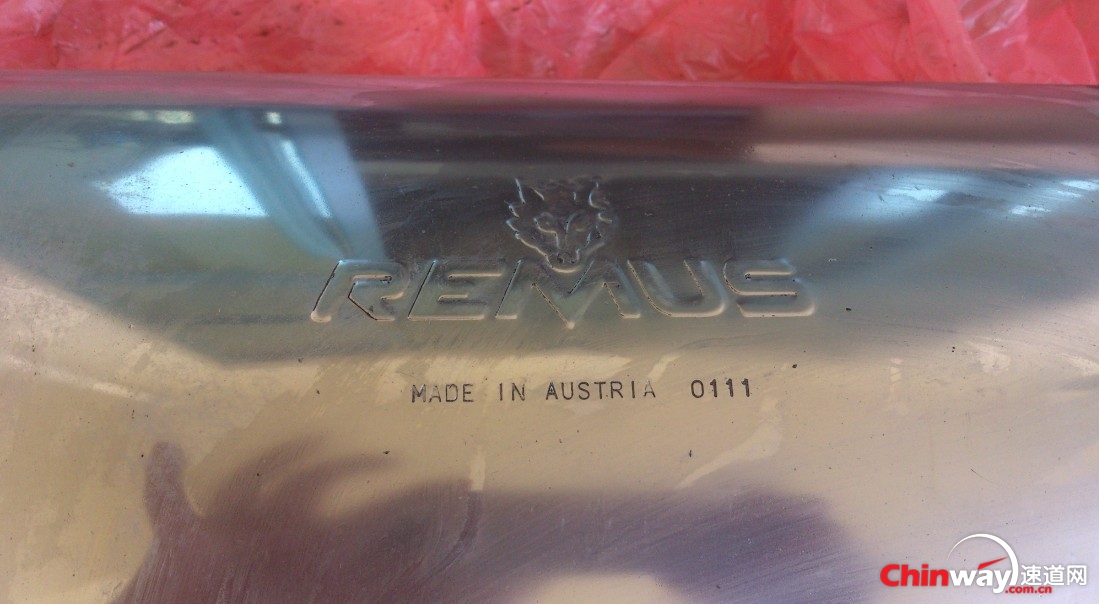 REMUS
MADE IN AUSTRIA 0111
Chinway速道网
.com.cn